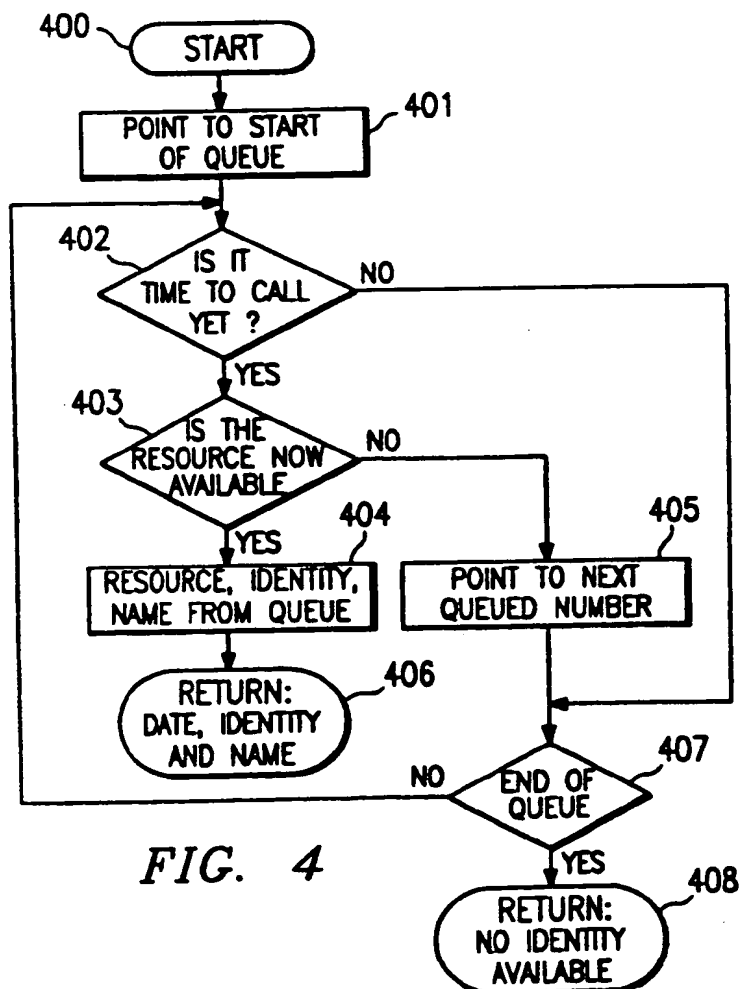 400
START
401
POINT TO START
OF QUEUE
402
IS IT
TIME TO CALL
YET ?
NO
YES
403
IS THE
RESOURCE NOW
AVAILABLE
NO
YES
404
RESOURCE, IDENTITY,
NAME FROM QUEUE
405
POINT TO NEXT
QUEUED NUMBER
RETURN:
DATE, IDENTITY
AND NAME
406
407
NO
END OF
QUEUE
YES
FIG. 4
408
RETURN:
NO IDENTITY
AVAILABLE